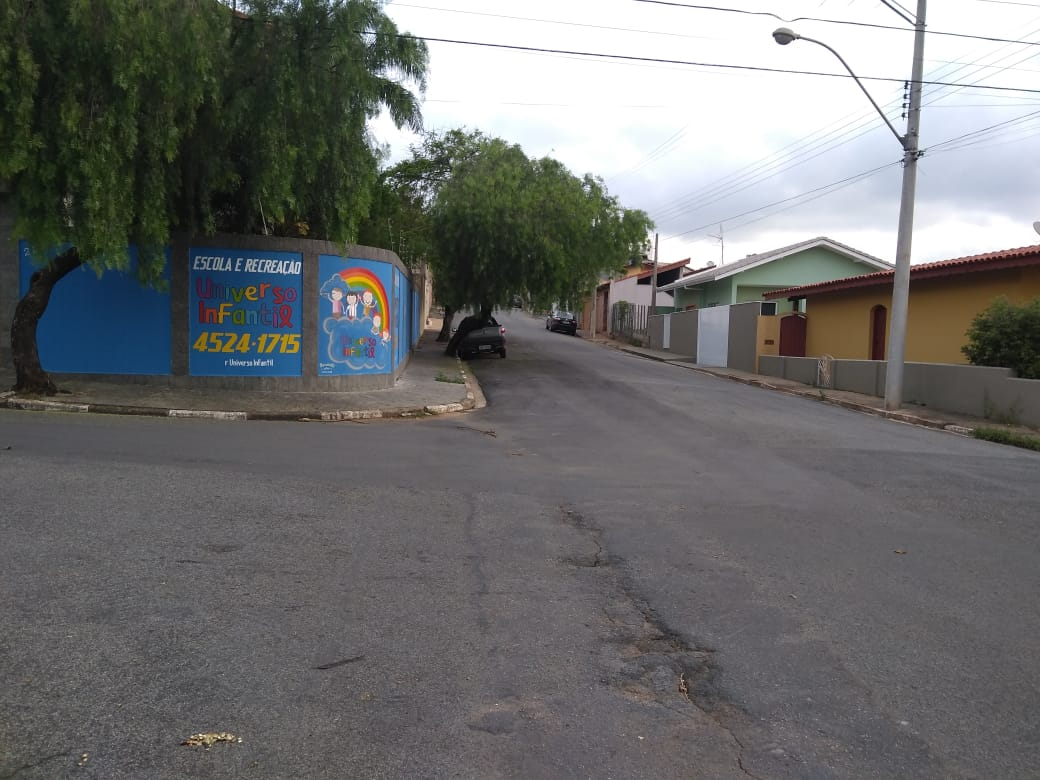 ESCOLA E RECREAÇÃO
Universo
InFantil
4524-1715
r Universo Infantil
Universo
Infantil